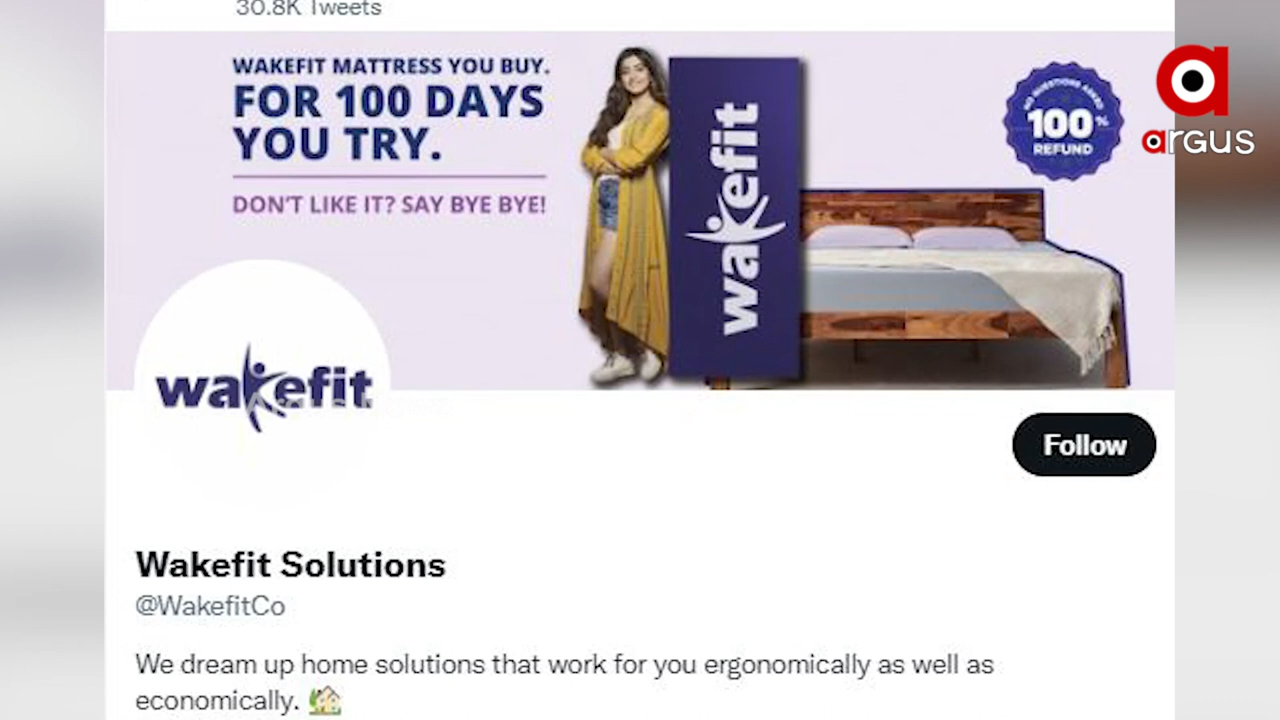 30.8K Tweets
WAKEFIT MATTRESS YOU BUY.
FOR 100 DAYS
YOU TRY.
DON'T LIKE IT? SAY BYE BYE!
wakefit
NO QUESTIONS ASKED
100%
REFUND
argus
wakefit
Follow
Wakefit Solutions
@WakefitCo
We dream up home solutions that work for you ergonomically as well as
economically. 🏡